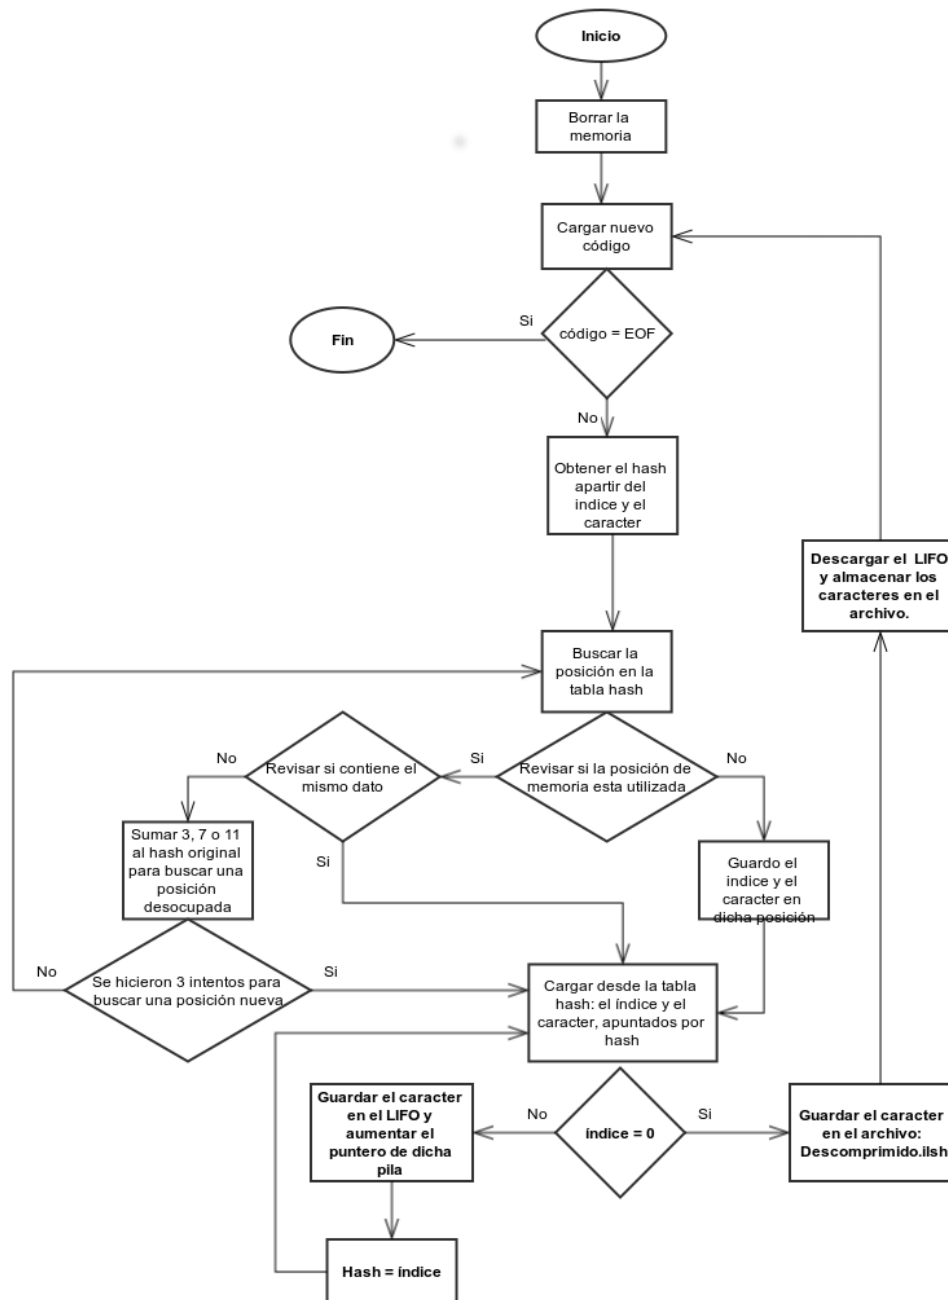 Inicio
Borrar la
memoria
Cargar nuevo
código
Si
código = EOF
Fin
No
Obtener el hash
apartir del
indice y el
caracter
Descargar el LIFO
y almacenar los
caracteres en el
archivo.
Buscar la
posición en la
tabla hash
No
Revisar si contiene el
mismo dato
Si
Revisar si la posición de
memoria esta utilizada
No
Sumar 3, 7 o 11
al hash original
para buscar una
posición
desocupada
Si
Guardo el
indice y el
caracter en
dicha posición
No
Se hicieron 3 intentos para
buscar una posición nueva
Si
Cargar desde la tabla
hash: el índice y el
caracter, apuntados por
hash
Guardar el caracter
en el LIFO y
aumentar el
puntero de dicha
pila
No
índice = 0
Si
Guardar el caracter
en el archivo:
Descomprimido.ilsh
Hash = índice